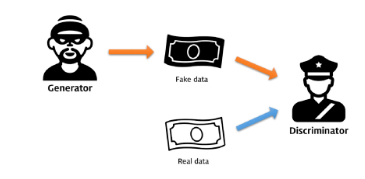 Generator
Fake data
Real data
Discriminator